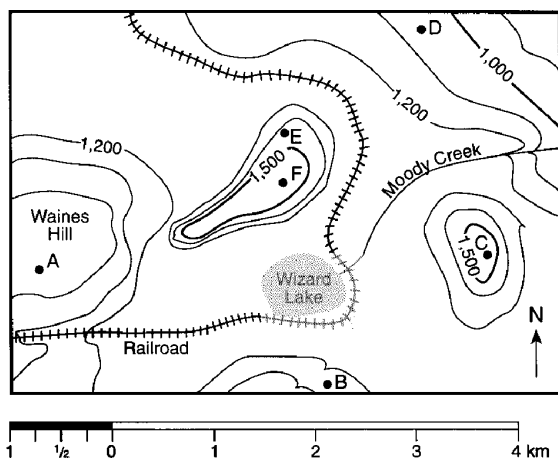 D
1,000
1,200
E
1,200
1,500
F
Moody Creek
Waines
Hill
A
C
1,500
Wizard
Lake
N
Railroad
B
1 1/2 0 1 2 3 4 km